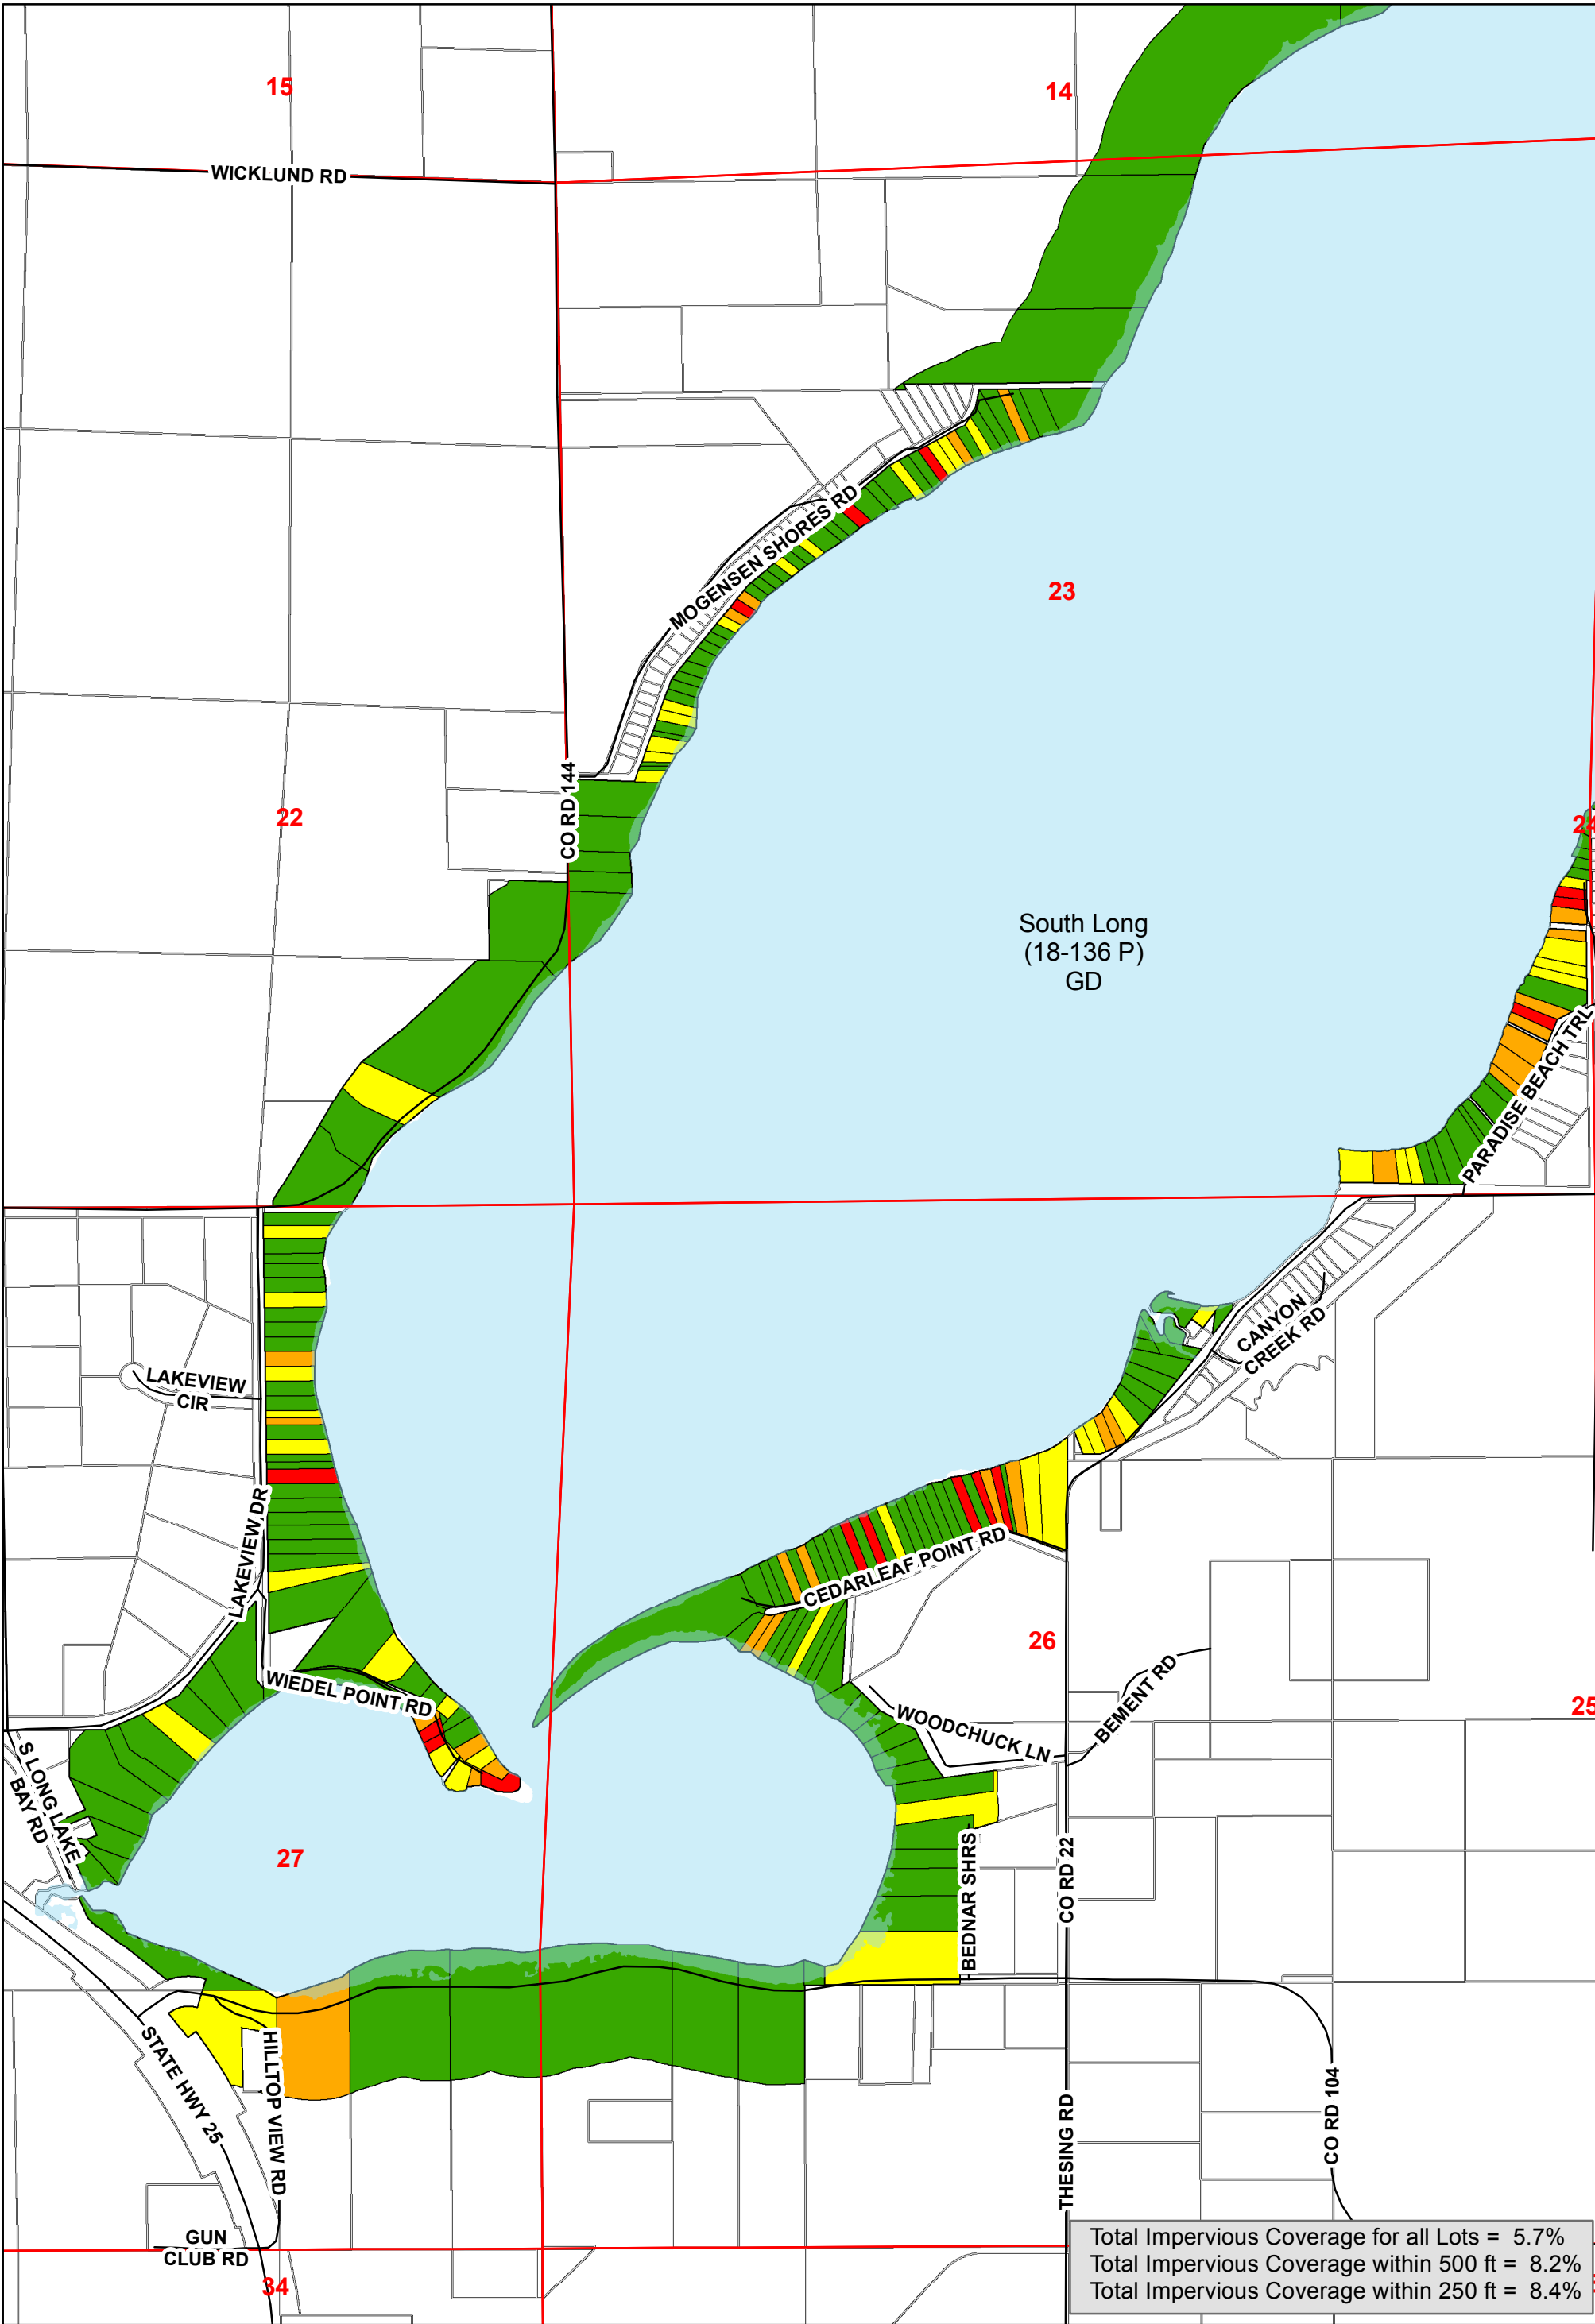 15
14
WICKLUND RD
MOGENSEN SHORES RD
23
22
CO RD 144
South Long
(18-136 P)
GD
PARADISE BEACH TRL
CANYON
CREEK RD
LAKEVIEW
CIR
LAKEVIEW DR
CEDARLEAF POINT RD
26
WIEDEL POINT RD
WOODCHUCK LN
BEMENT RD
25
S LONG LAKE
BAY RD
27
BEDNAR SHRS
CO RD 22
STATE HWY 25
HILLTOP VIEW RD
THESING RD
CO RD 104
GUN
CLUB RD
34
Total Impervious Coverage for all Lots = 5.7%
Total Impervious Coverage within 500 ft = 8.2%
Total Impervious Coverage within 250 ft = 8.4%